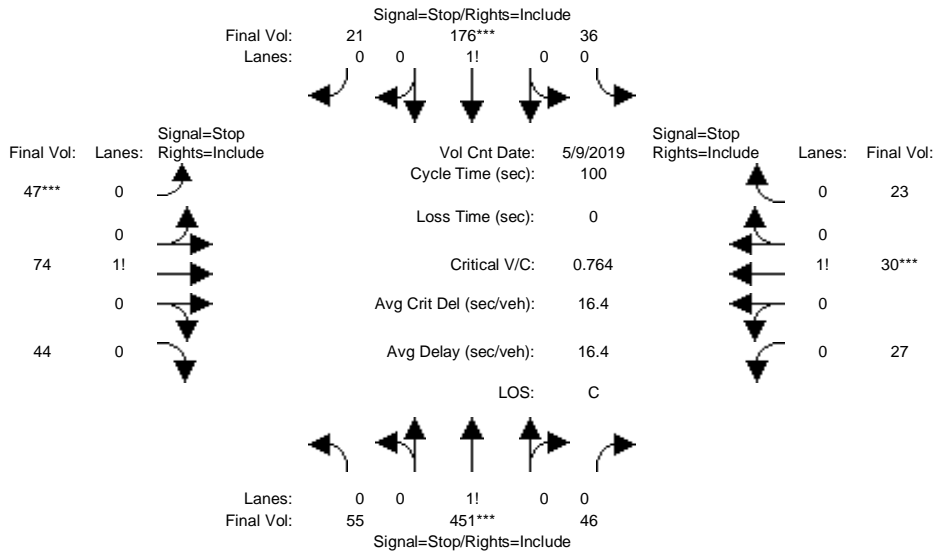 Signal=Stop/Rights=Include
Final Vol: 21 176*** 36
Lanes: 0 0 1! 0 0
Signal=Stop
Final Vol: Lanes: Rights=Include
Vol Cnt Date: 5/9/2019
Signal=Stop
Rights=Include Lanes: Final Vol:
Cycle Time (sec): 100
47*** 0
0 23
Loss Time (sec): 0
0
0
74 1!
Critical V/C: 0.764
1! 30***
0
Avg Crit Del (sec/veh): 16.4
0
44 0
Avg Delay (sec/veh): 16.4
0 27
LOS: C
Lanes: 0 0 1! 0 0
Final Vol: 55 451*** 46
Signal=Stop/Rights=Include